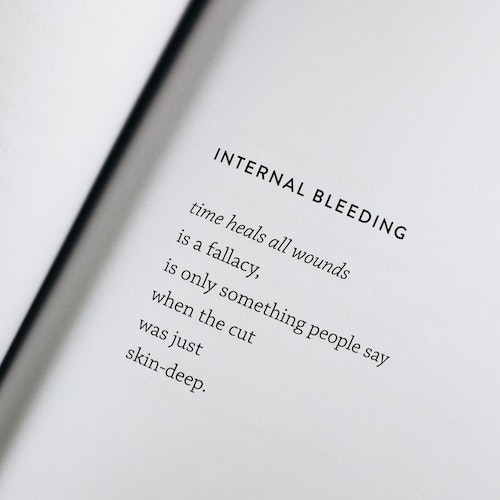 INTERNAL BLEEDING
time heals all wounds
is a fallacy,
is only something people say
when the cut
was just
skin-deep.